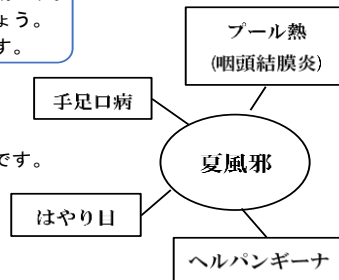 ょう。
す。
プール熱
(咽頭結膜炎)
手足口病
です。
夏風邪
はやり目
ヘルパンギーナ